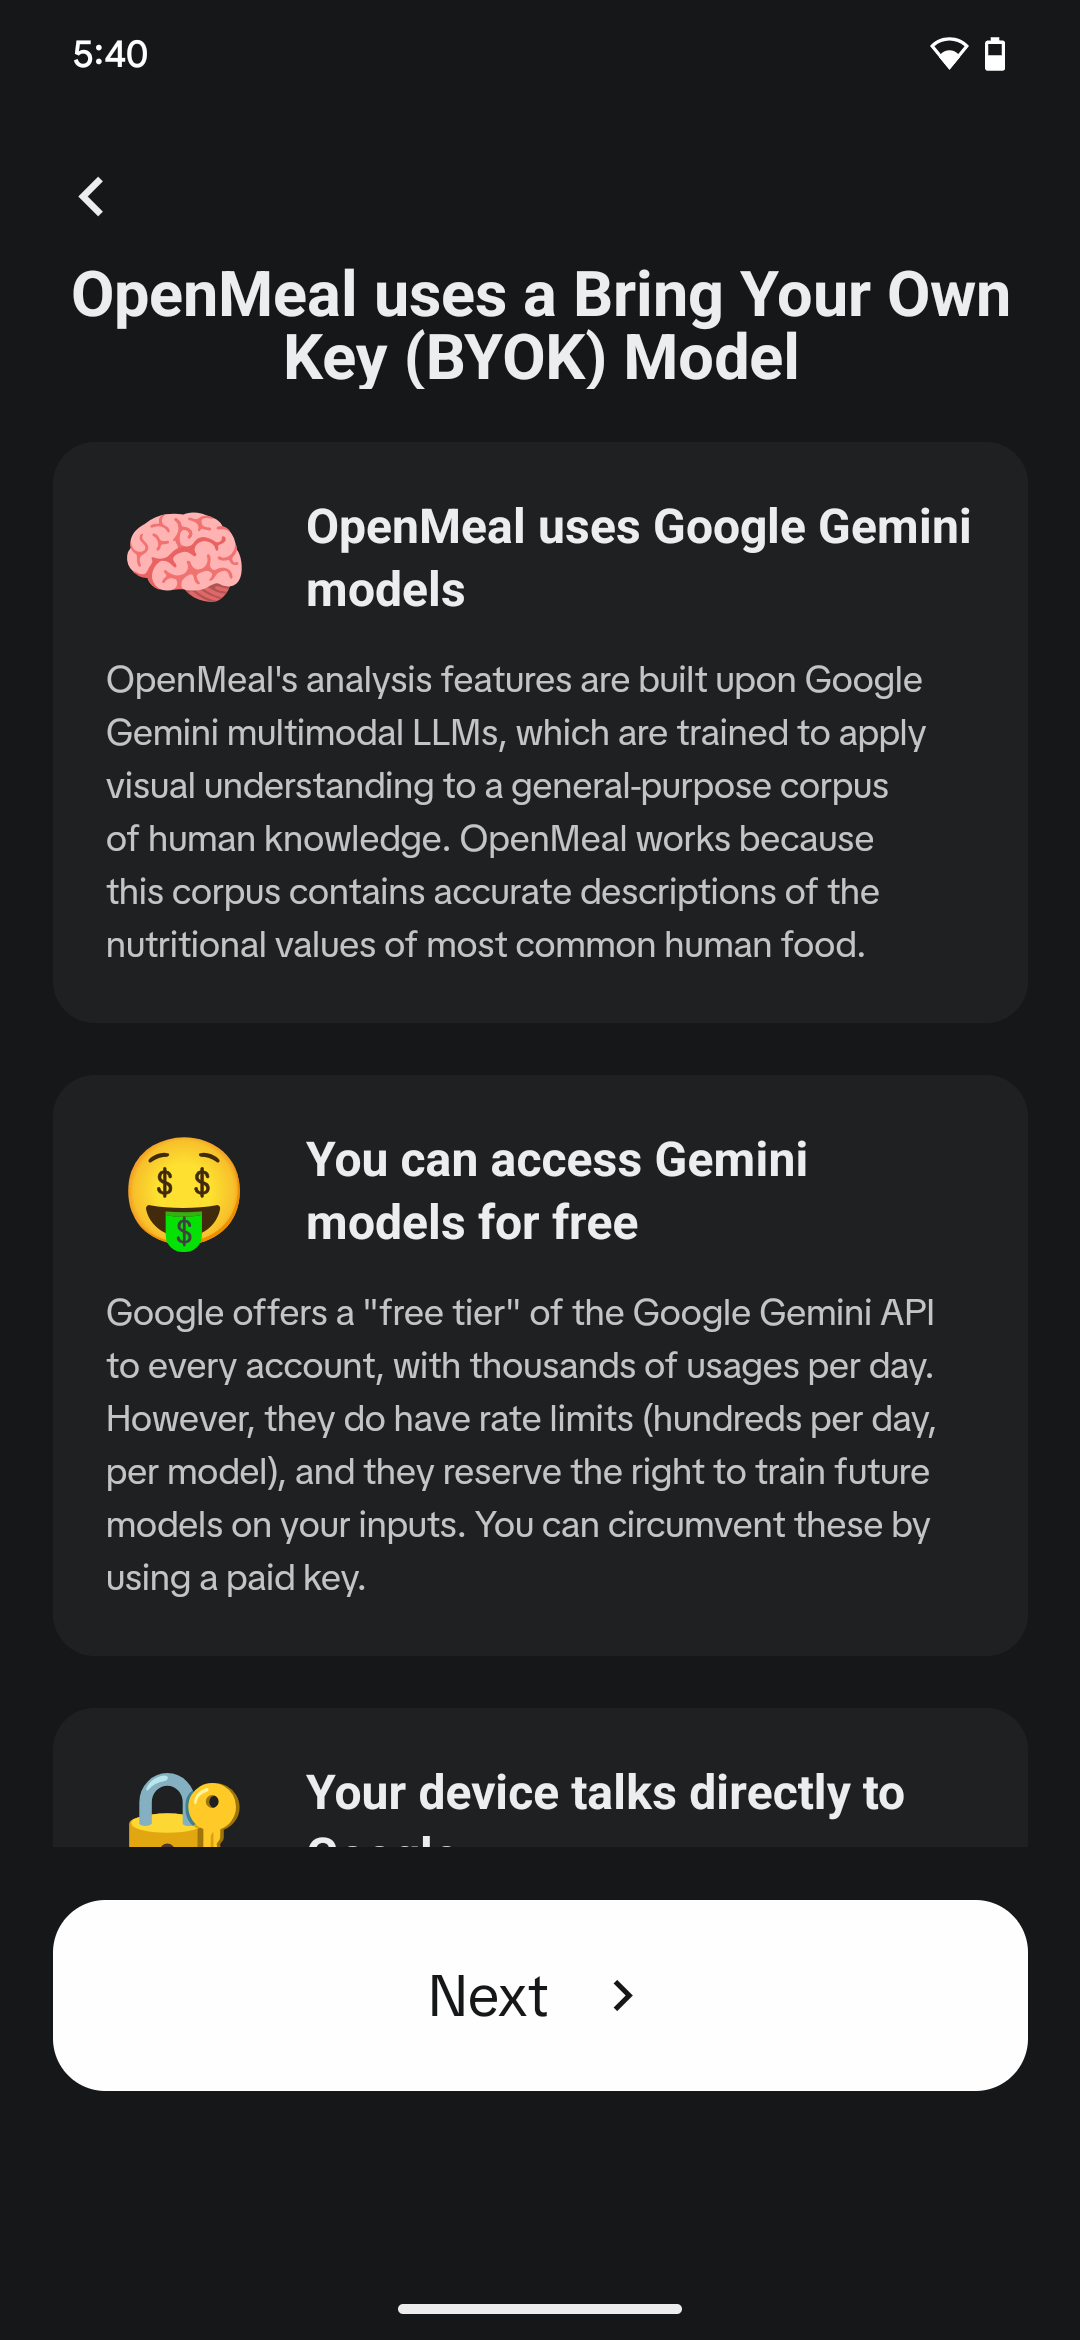 5:40
OpenMeal uses a Bring Your Own
Key (BYOK) Model
OpenMeal uses Google Gemini
models
OpenMeal's analysis features are built upon Google
Gemini multimodal LLMs, which are trained to apply
visual understanding to a general-purpose corpus
of human knowledge. OpenMeal works because
this corpus contains accurate descriptions of the
nutritional values of most common human food.
You can access Gemini
models for free
Google offers a "free tier" of the Google Gemini API
to every account, with thousands of usages per day.
However, they do have rate limits (hundreds per day,
per model), and they reserve the right to train future
models on your inputs. You can circumvent these by
using a paid key.
Your device talks directly to
Next